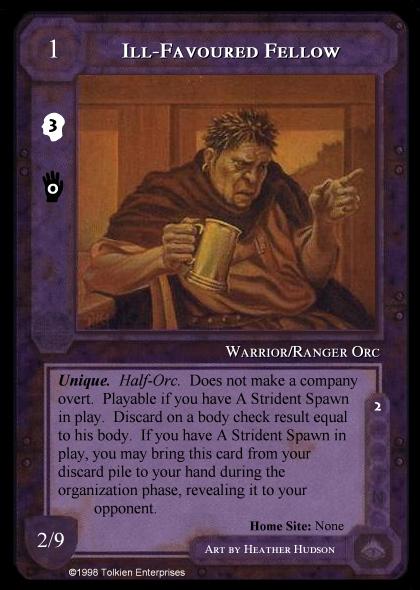 1
ILL-FAVOURED FELLOW
3
0
WARRIOR/RANGER ORC
Unique. Half-Orc. Does not make a company
overt. Playable if you have A Strident Spawn
in play. Discard on a body check result equal
to his body. If you have A Strident Spawn in
play, you may bring this card from your
discard pile to your hand during the
organization phase, revealing it to your
opponent.
2
Home Site: None
2/9
ART BY HEATHER HUDSON
©1998 Tolkien Enterprises